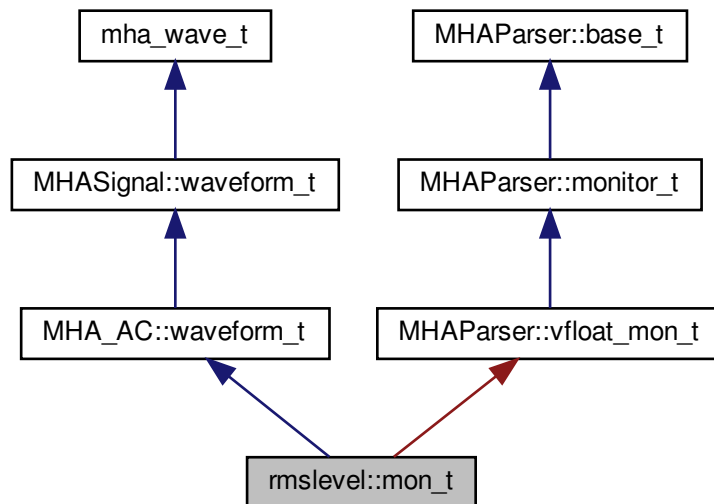 mha_wave_t
MHAParser::base_t
MHASignal::waveform_t
MHAParser::monitor_t
MHA_AC::waveform_t
MHAParser::vfloat_mon_t
rmslevel::mon_t